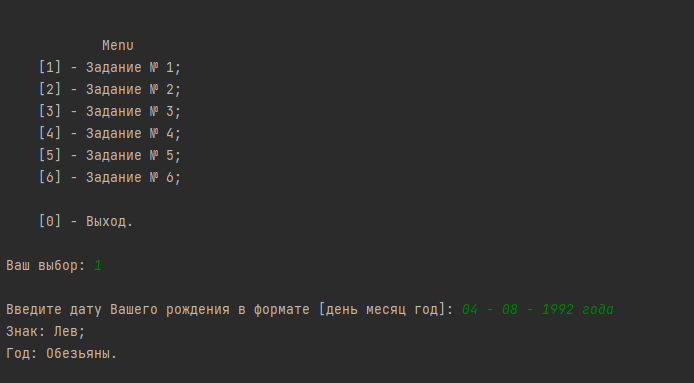 Menu
[1] - Задание № 1;
[2] - Задание № 2;
[3] - Задание № 3;
[4] - Задание № 4;
[5] - Задание № 5;
[6] - Задание № 6;
[0] - Выход.
Ваш выбор: 1
Введите дату Вашего рождения в формате [день месяц год]: 04 - 08 - 1992 года
Знак: Лев;
Год: Обезьяны.